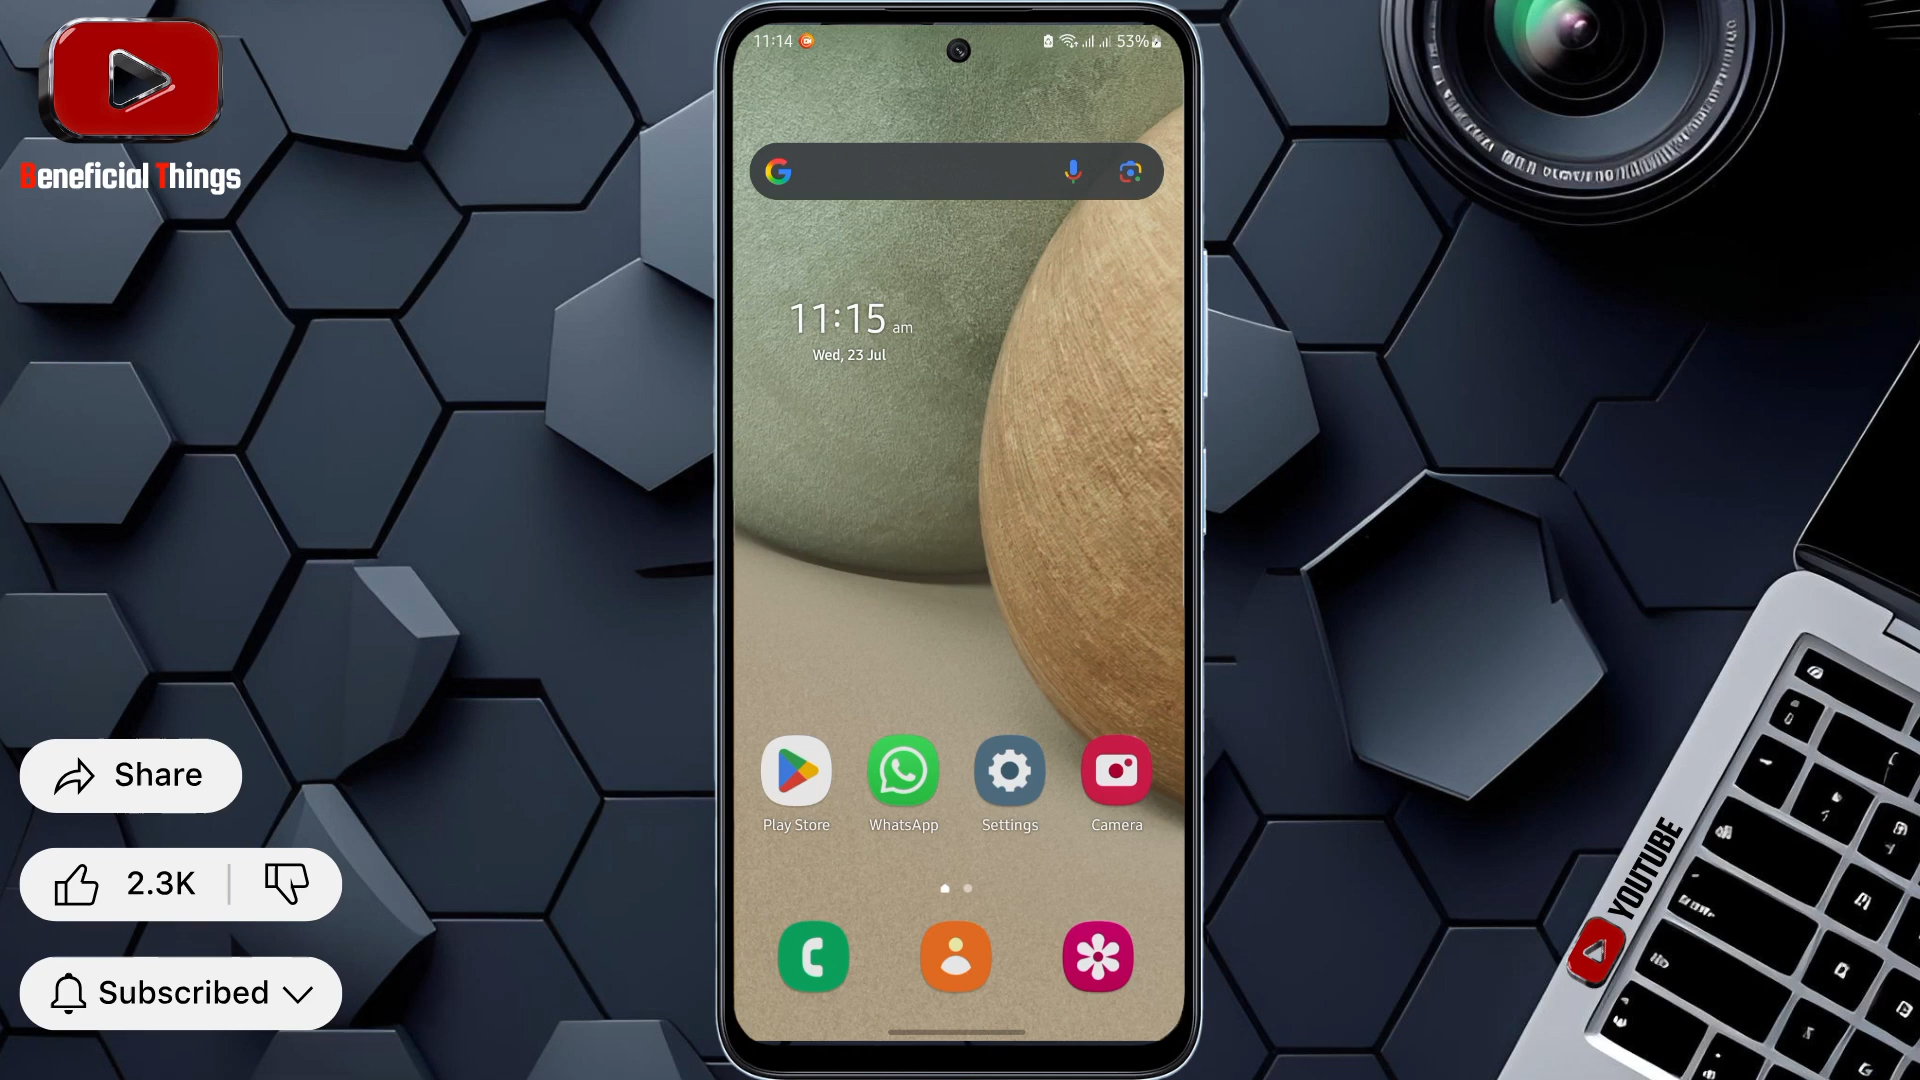 Beneficial Things
11:14
53%
11:15 am
Wed, 23 Jul
Play Store
WhatsApp
Settings
Camera
Share
2.3K
Subscribed
YOUTUBE